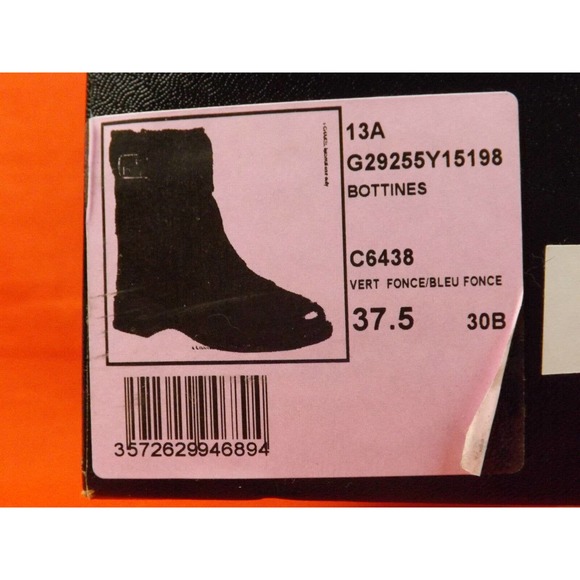 13A
G29255Y15198
BOTTINES
C6438
VERT FONCE/BLEU FONCE
37.5 30B
3572629946894